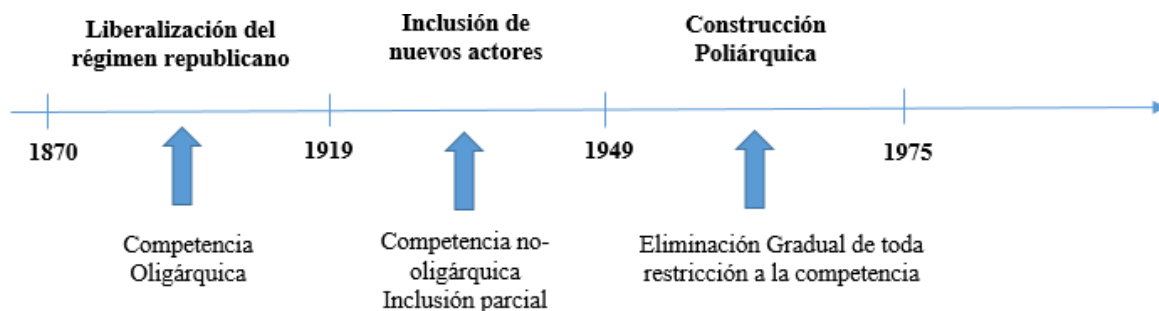 Liberalización del
régimen republicano
Inclusión de
nuevos actores
Construcción
Poliárquica
1870
1919
1949
1975
Competencia
Oligárquica
Competencia no-
oligárquica
Inclusión parcial
Eliminación Gradual de toda
restricción a la competencia